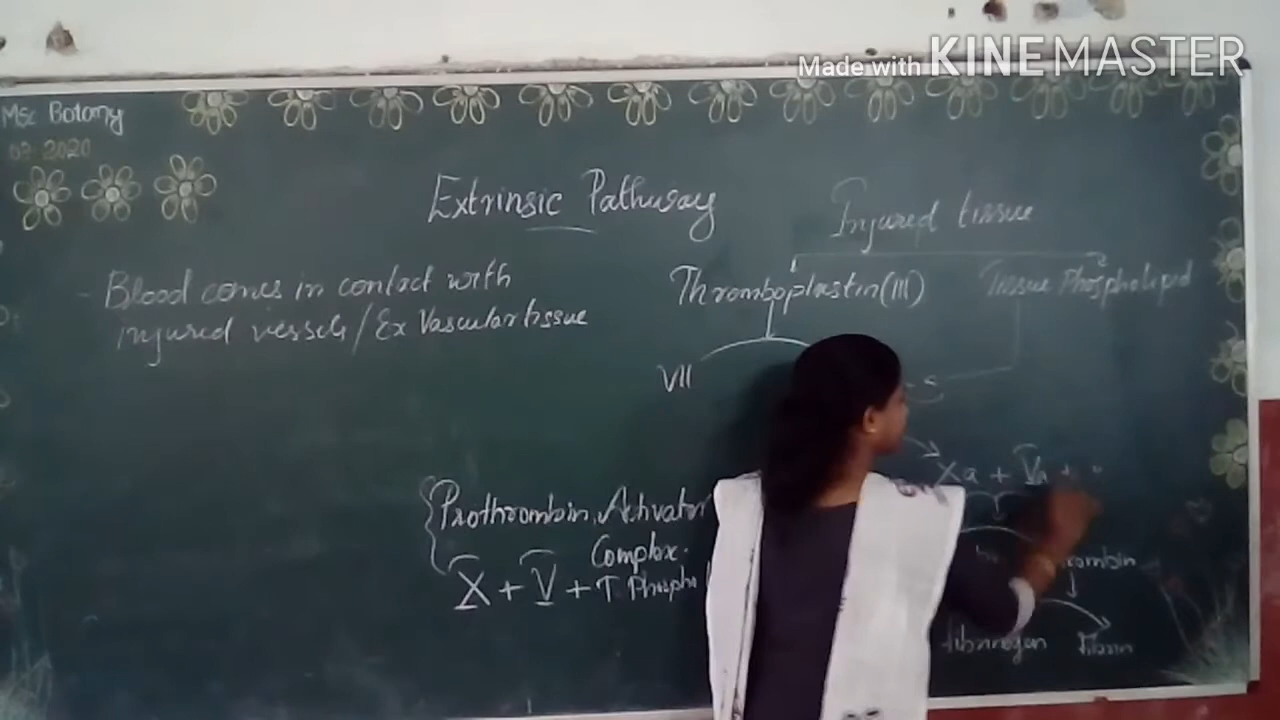 Made with KINEMASTER
MSc Botany
03 2020
Extrinsic Pathway
Injured tissue
- Blood comes in contact with
injured vessels / Ex Vascular tissue
Thromboplastin (III)
Tissue Phospholipid
VII
S
Xa + Va +
Prothrombin Activator
Complex.
X + V + T. Phospho
rombin
fibrinogen
Fibrin